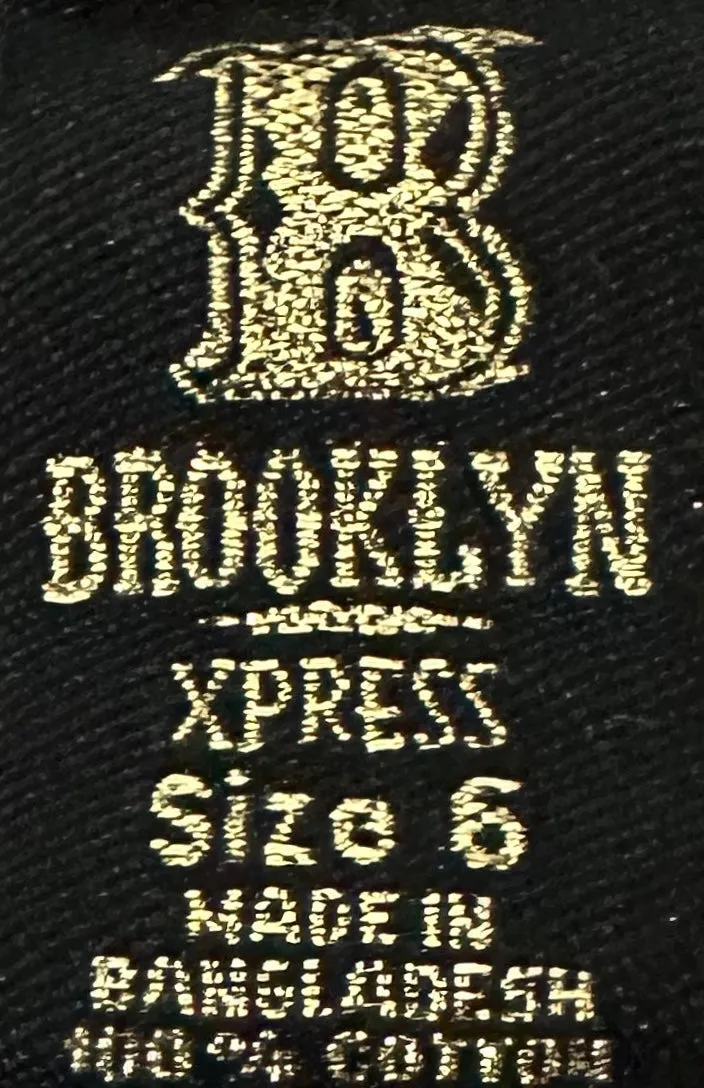 B
BROOKLYN
XPRESS
Size 6
MADE IN
BANGLADESH
100% COTTON